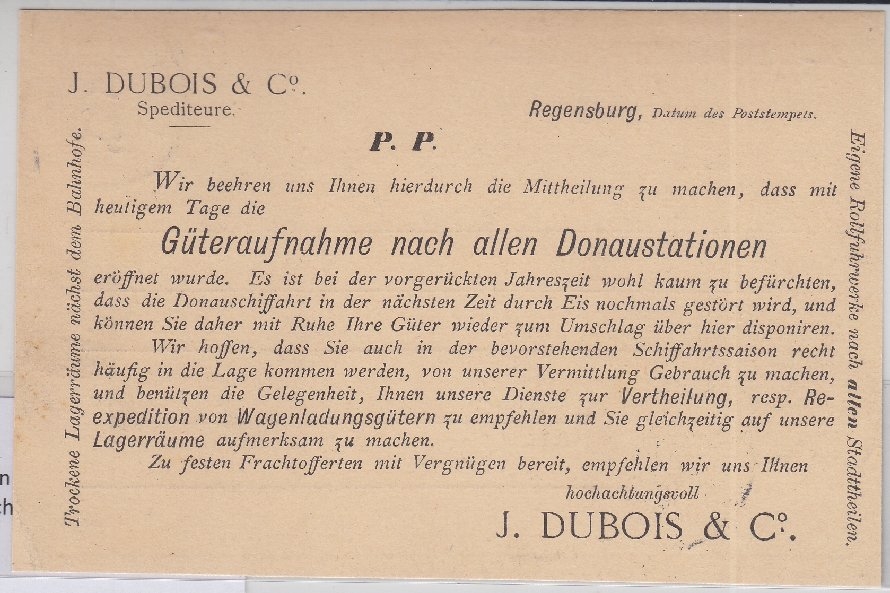 J. DUBOIS & Cº.
Spediteure.
Regensburg, Datum des Poststempels.
P. P.
Wir beehren uns Ihnen hierdurch die Mittheilung zu machen, dass mit
heutigem Tage die
Güteraufnahme nach allen Donaustationen
eröffnet wurde. Es ist bei der vorgerückten Jahreszeit wohl kaum zu befürchten,
dass die Donauschiffahrt in der nächsten Zeit durch Eis nochmals gestört wird, und
können Sie daher mit Ruhe Ihre Güter wieder zum Umschlag über hier disponiren.
Wir hoffen, dass Sie auch in der bevorstehenden Schiffahrtssaison recht
häufig in die Lage kommen werden, von unserer Vermittlung Gebrauch zu machen,
und benützen die Gelegenheit, Ihnen unsere Dienste zur Vertheilung, resp. Re-
expedition von Wagenladungsgütern zu empfehlen und Sie gleichzeitig auf unsere
Lagerräume aufmerksam zu machen.
Zu festen Frachtofferten mit Vergnügen bereit, empfehlen wir uns Ihnen
hochachtungsvoll
J. DUBOIS & Cº.
Trockene Lagerräume nächst dem Bahnhofe.
Eigene Rollfuhrwerke nach allen Stadttheilen.
n
ch